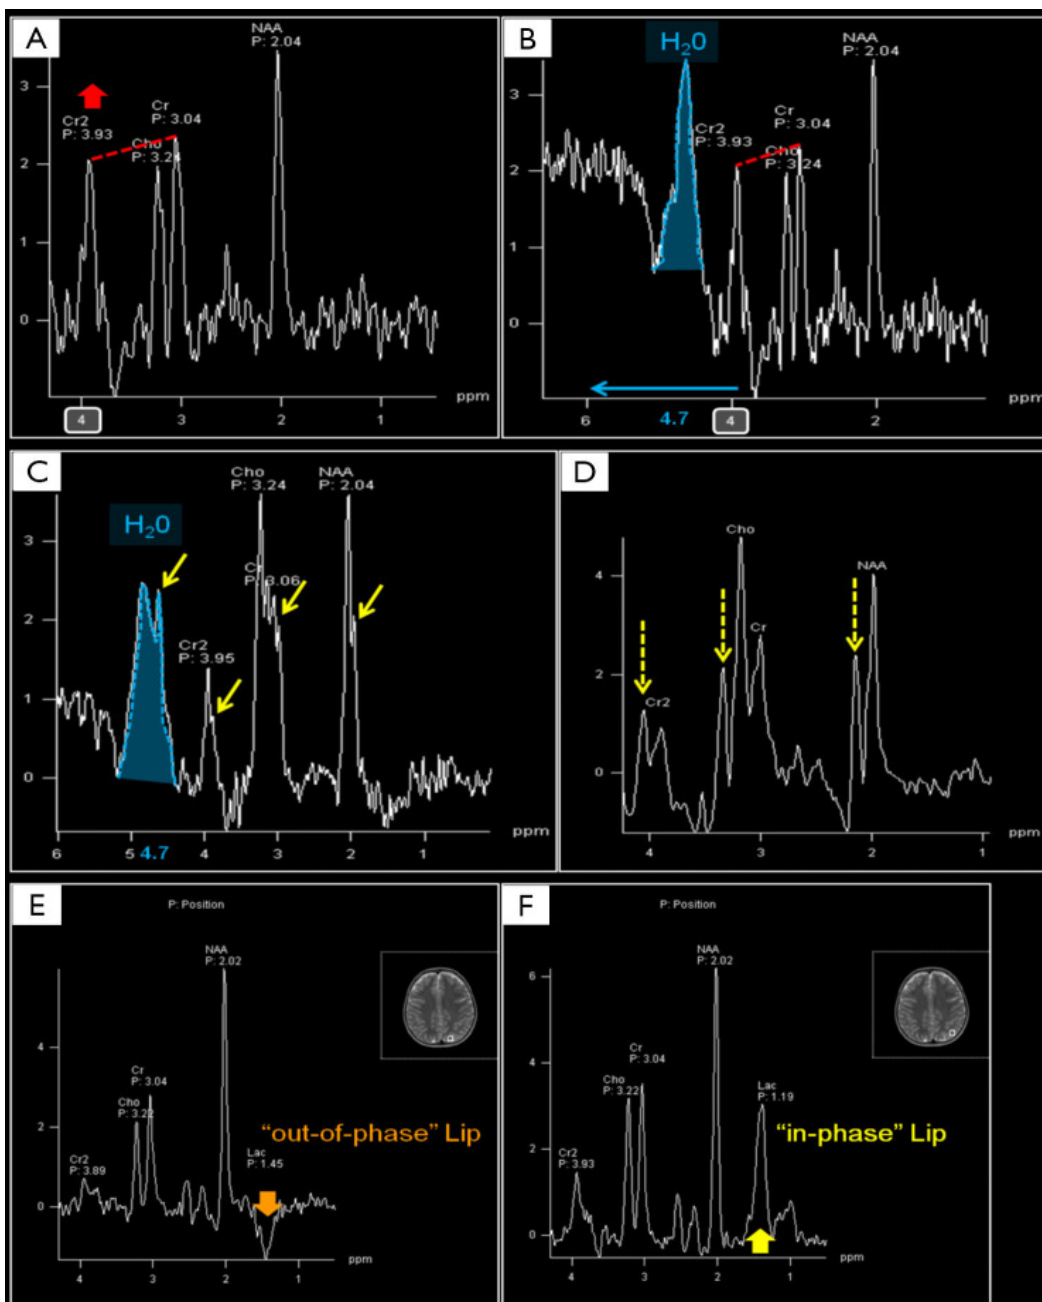 A
NAA
P: 2.04
Cr
P: 3.04
Cr2
P: 3.93
Cho
P: 3.24
3
2
1
0
ppm
4
3
2
1
B
H₂0
NAA
P: 2.04
Cr
P: 3.04
Cr2
P: 3.93
Cho
P: 3.24
3
2
1
0
ppm
6
4.7
4
2
C
H₂0
Cho
P: 3.24
NAA
P: 2.04
Cr
P: 3.06
Cr2
P: 3.95
3
2
1
0
ppm
6
5
4.7
4
3
2
1
D
Cho
NAA
Cr
Cr2
4
2
0
ppm
4
3
2
1
E
P: Position
NAA
P: 2.02
Cr
P: 3.04
Cho
P: 3.22
"out-of-phase" Lip
Cr2
P: 3.89
Lac
P: 1.45
4
2
0
ppm
4
3
2
1
F
P: Position
NAA
P: 2.02
Cr
P: 3.04
Cho
P: 3.22
Lac
P: 1.19
"in-phase" Lip
Cr2
P: 3.93
6
4
2
0
ppm
4
3
2
1